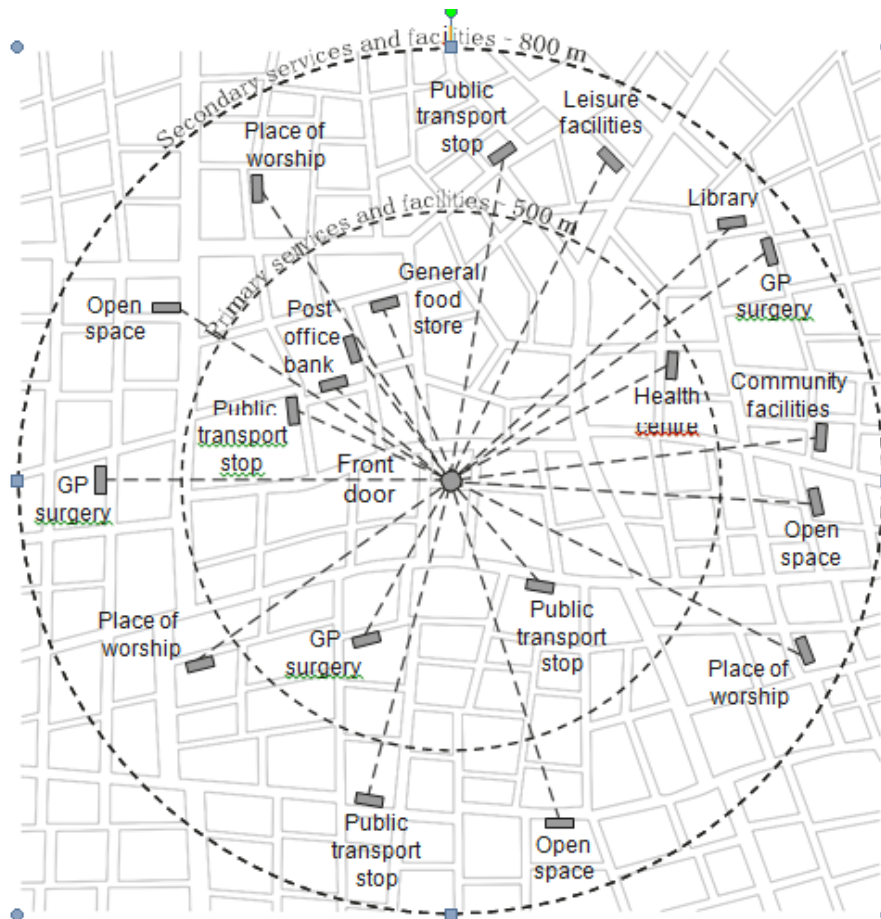 Secondary services and facilities - 800 m
Public
transport
stop
Leisure
facilities
Place of
worship
Library
Primary services and facilities - 500 m
GP
surgery
General
food
store
Open
space
Post
office
bank
Health
centre
Community
facilities
Public
transport
stop
Front
door
GP
surgery
Open
space
Place of
worship
GP
surgery
Public
transport
stop
Place of
worship
Public
transport
stop
Open
space